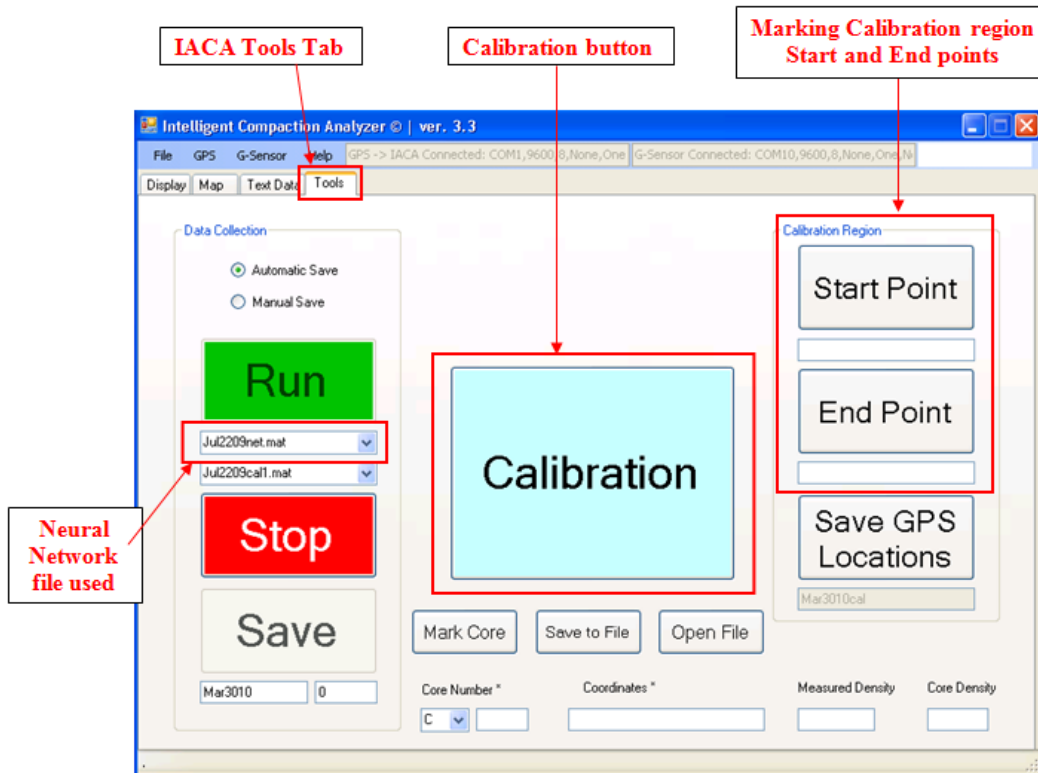 IACA Tools Tab
Calibration button
Marking Calibration region
Start and End points
Intelligent Compaction Analyzer © | ver. 3.3
File GPS G-Sensor Help GPS -> IACA Connected: COM1,9600,8,None,One G-Sensor Connected: COM10,9600,8,None,One,N
Display Map Text Data Tools
Data Collection
Automatic Save
Manual Save
Run
Jul2209net.mat
Jul2209cal1.mat
Stop
Save
Mar3010 0
Neural
Network
file used
Calibration
Mark Core Save to File Open File
Core Number * Coordinates * Measured Density Core Density
C
Calibration Region
Start Point
End Point
Save GPS
Locations
Mar3010cal